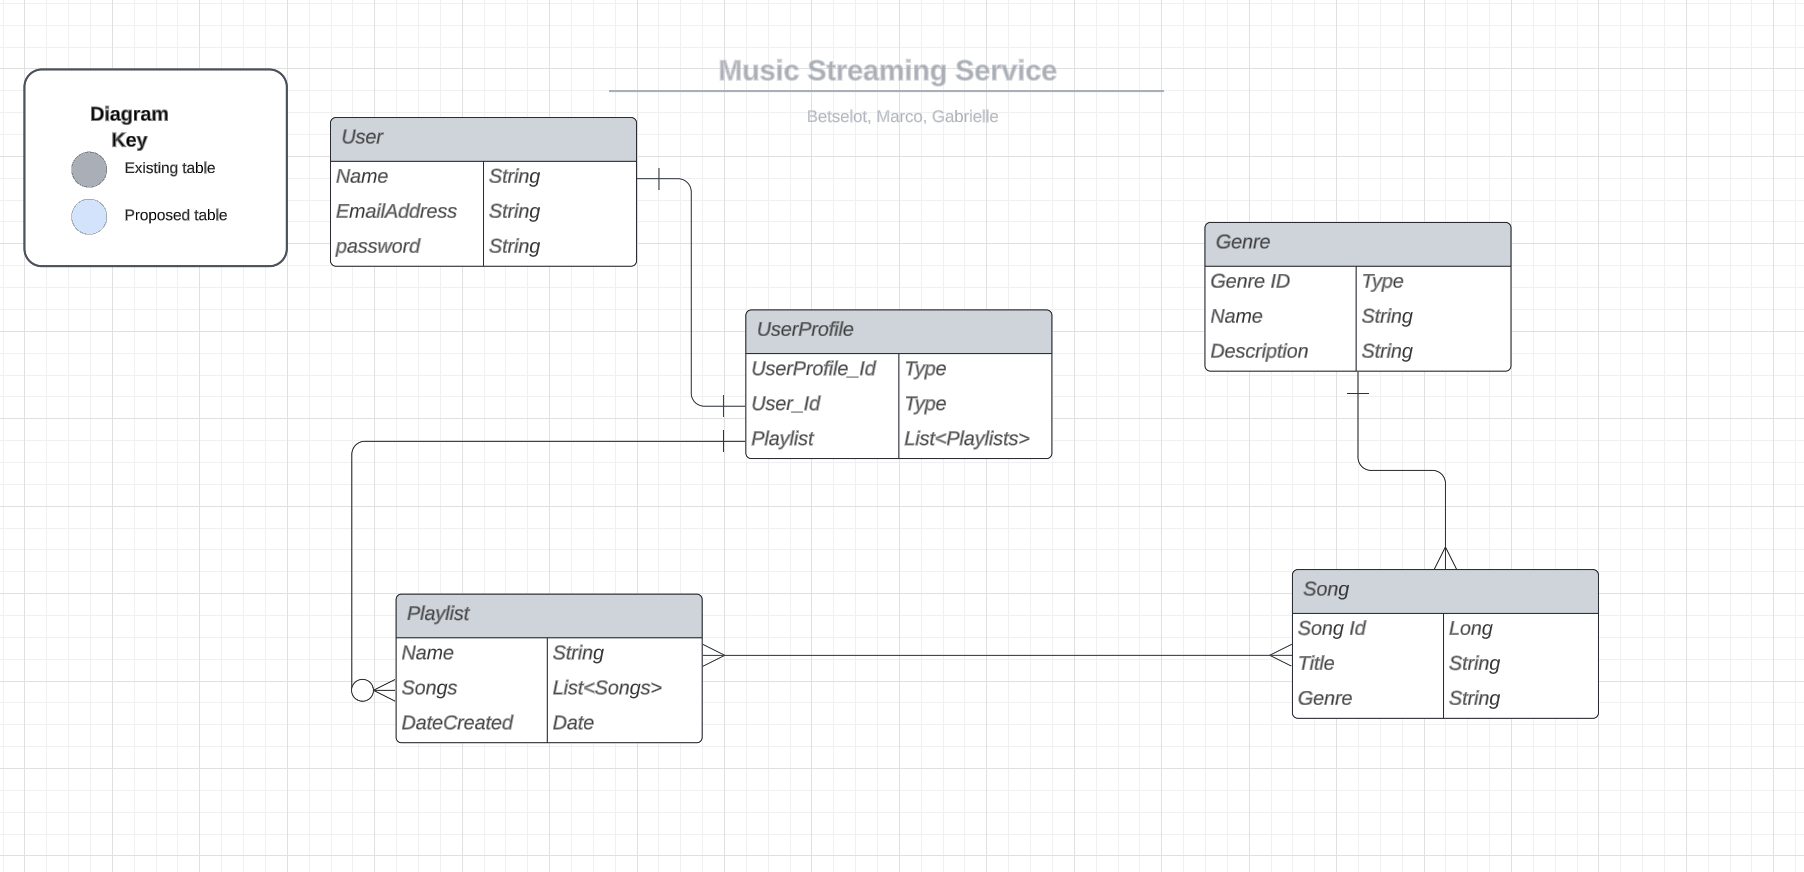 Music Streaming Service
Betselot, Marco, Gabrielle
Diagram
Key
Existing table
Proposed table
User
Name String
EmailAddress String
password String
UserProfile
UserProfile_Id Type
User_Id Type
Playlist List<Playlists>
Genre
Genre ID Type
Name String
Description String
Playlist
Name String
Songs List<Songs>
DateCreated Date
Song
Song Id Long
Title String
Genre String